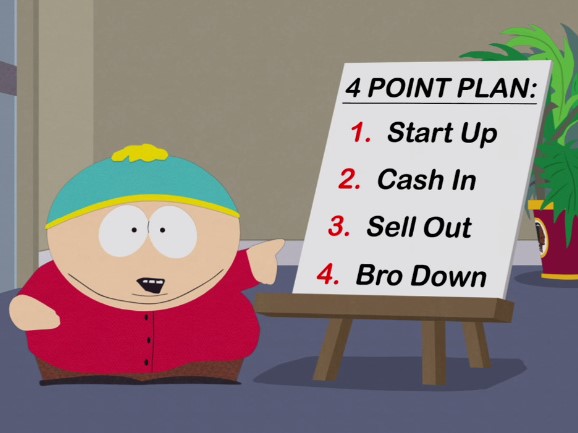 4 POINT PLAN:
1. Start Up
2. Cash In
3. Sell Out
4. Bro Down